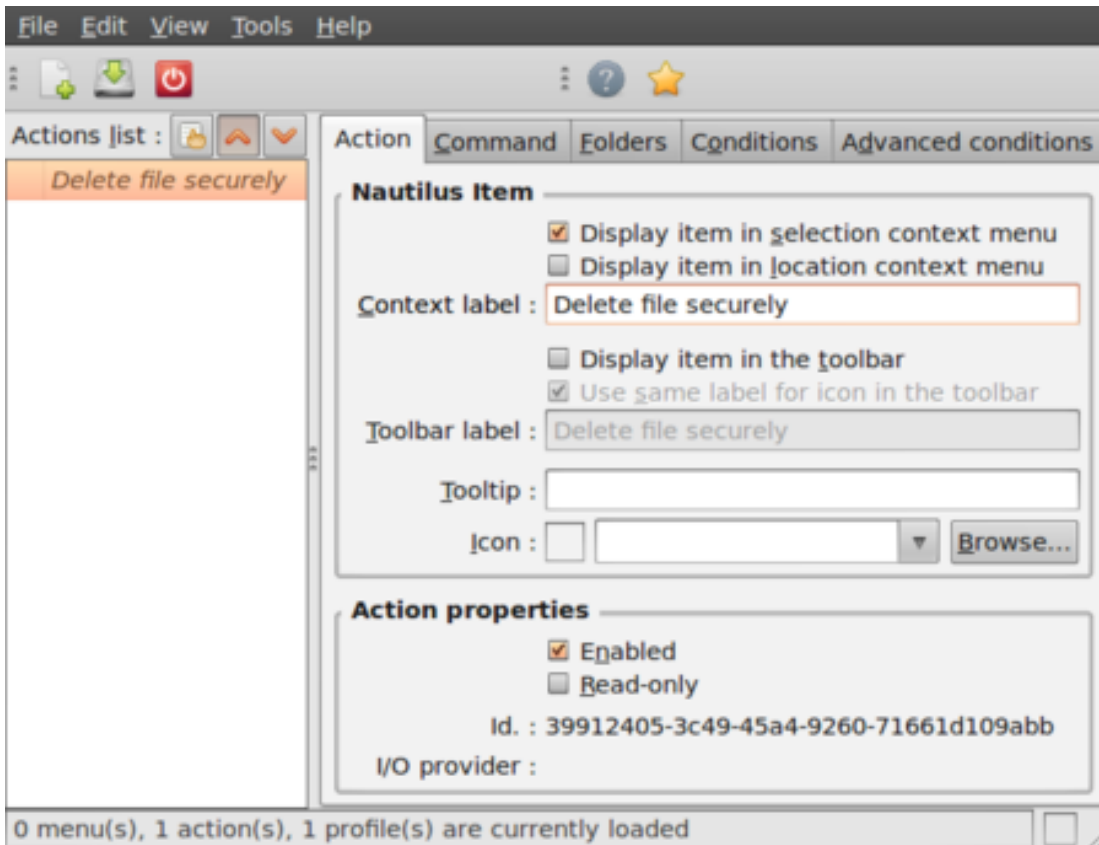 File Edit View Tools Help
Actions list :
Delete file securely
Action Command Folders Conditions Advanced conditions
Nautilus Item
Display item in selection context menu
Display item in location context menu
Context label : Delete file securely
Display item in the toolbar
Use same label for icon in the toolbar
Toolbar label : Delete file securely
Tooltip :
Icon : Browse...
Action properties
Enabled
Read-only
Id. : 39912405-3c49-45a4-9260-71661d109abb
I/O provider :
0 menu(s), 1 action(s), 1 profile(s) are currently loaded